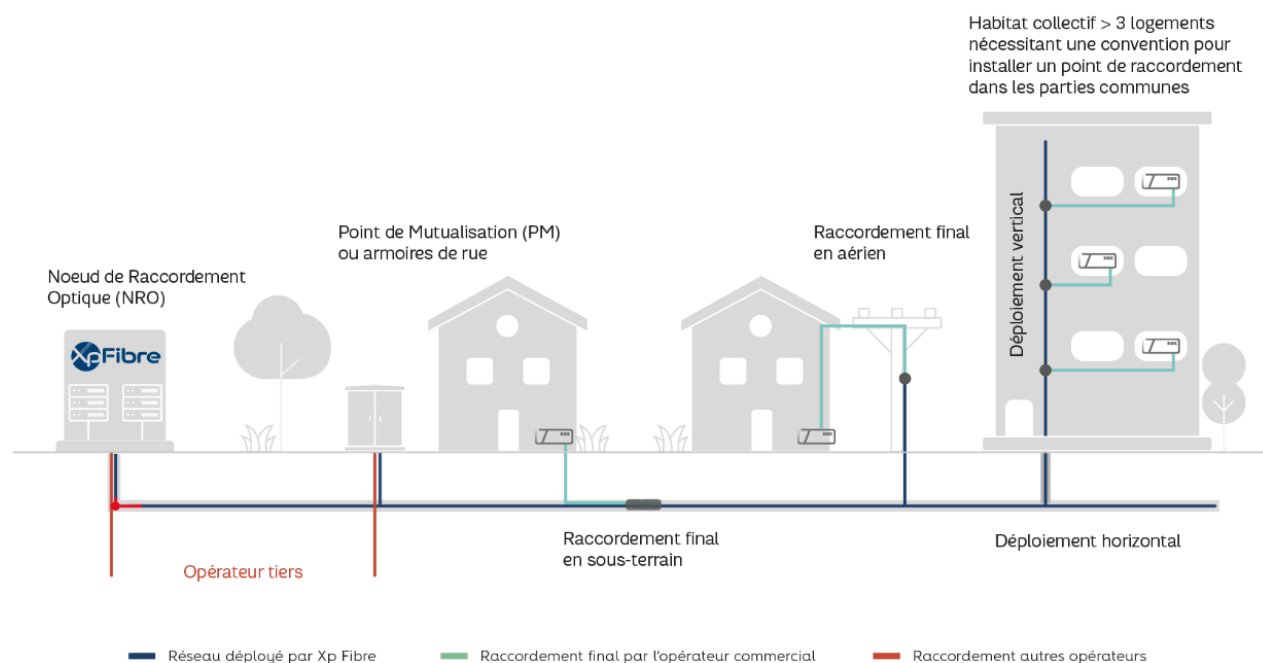 Habitat collectif > 3 logements
nécessitant une convention pour
installer un point de raccordement
dans les parties communes
Point de Mutualisation (PM)
ou armoires de rue
Raccordement final
en aérien
Noeud de Raccordement
Optique (NRO)
XpFibre
Déploiement vertical
Raccordement final
en sous-terrain
Déploiement horizontal
Opérateur tiers
Réseau déployé par Xp Fibre
Raccordement final par l'opérateur commercial
Raccordement autres opérateurs